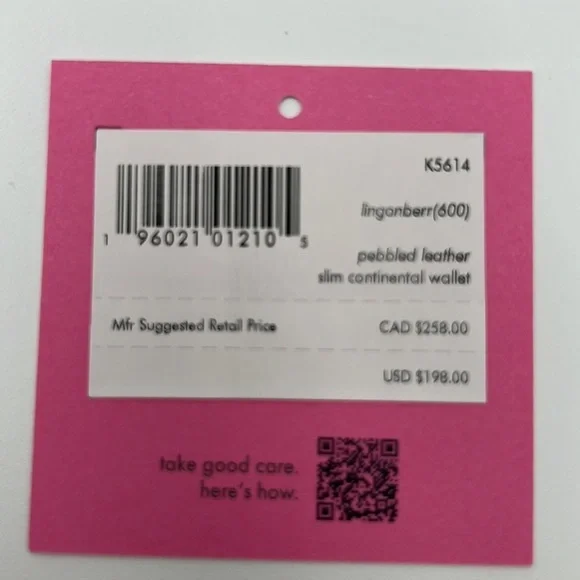 K5614
1 96021 01210 5
linganberr(600)
pebbled leather
slim continental wallet
Mfr Suggested Retail Price CAD $258.00
USD $198.00
take good care.
here's how.